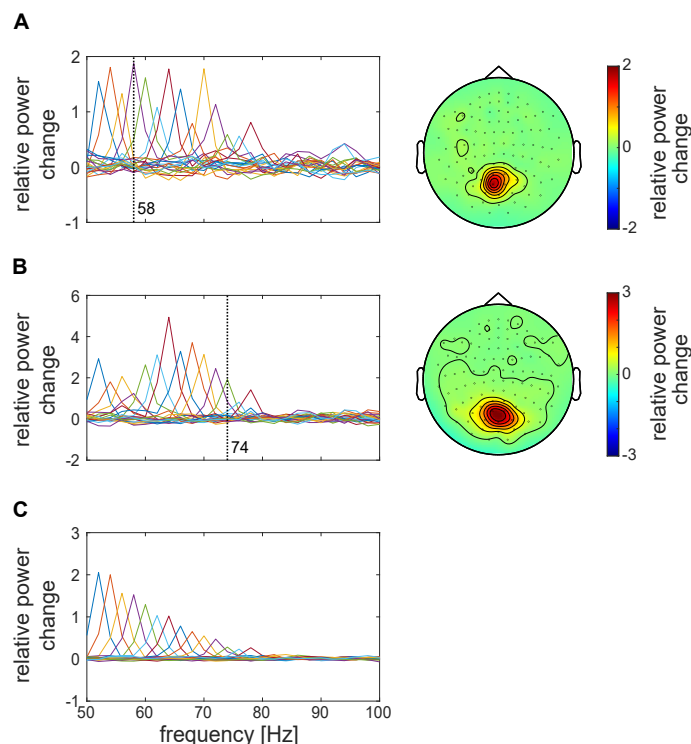 A
relative power
change
2
1
0
-1
58
2
0
-2
relative power
change
B
relative power
change
6
4
2
0
-2
74
3
0
-3
relative power
change
C
relative power
change
3
2
1
0
-1
50 60 70 80 90 100
frequency [Hz]